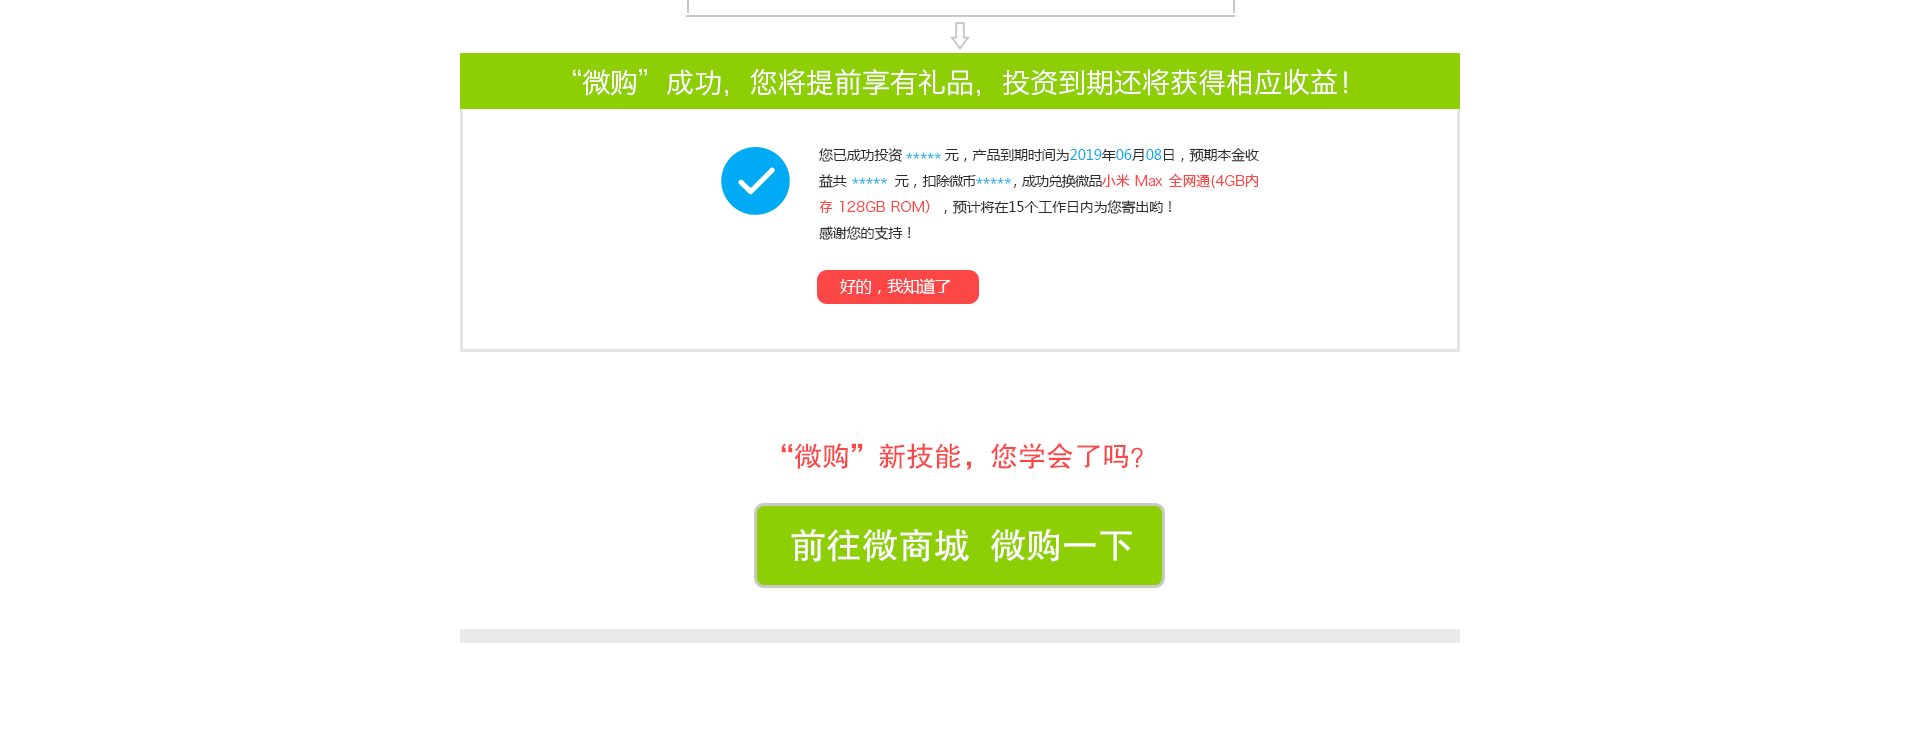 “微购”成功，您将提前享有礼品，投资到期还将获得相应收益！
您已成功投资 ***** 元，产品到期时间为2019年06月08日，预期本金收
益共 ***** 元，扣除微币*****，成功兑换微品小米 Max 全网通(4GB内
存 128GB ROM），预计将在15个工作日内为您寄出哟！
感谢您的支持！
好的，我知道了
“微购”新技能，您学会了吗？
前往微商城 微购一下